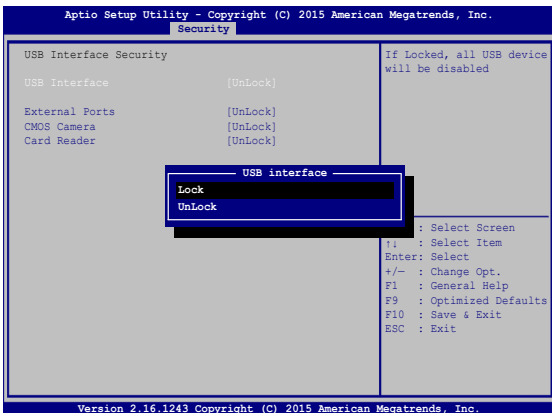 Aptio Setup Utility - Copyright (C) 2015 American Megatrends, Inc.
Security
USB Interface Security
USB Interface [UnLock]
External Ports [UnLock]
CMOS Camera [UnLock]
Card Reader [UnLock]
If Locked, all USB device
will be disabled
USB interface
Lock
UnLock
: Select Screen
↑↓ : Select Item
Enter: Select
+/— : Change Opt.
F1 : General Help
F9 : Optimized Defaults
F10 : Save & Exit
ESC : Exit
Version 2.16.1243 Copyright (C) 2015 American Megatrends, Inc.